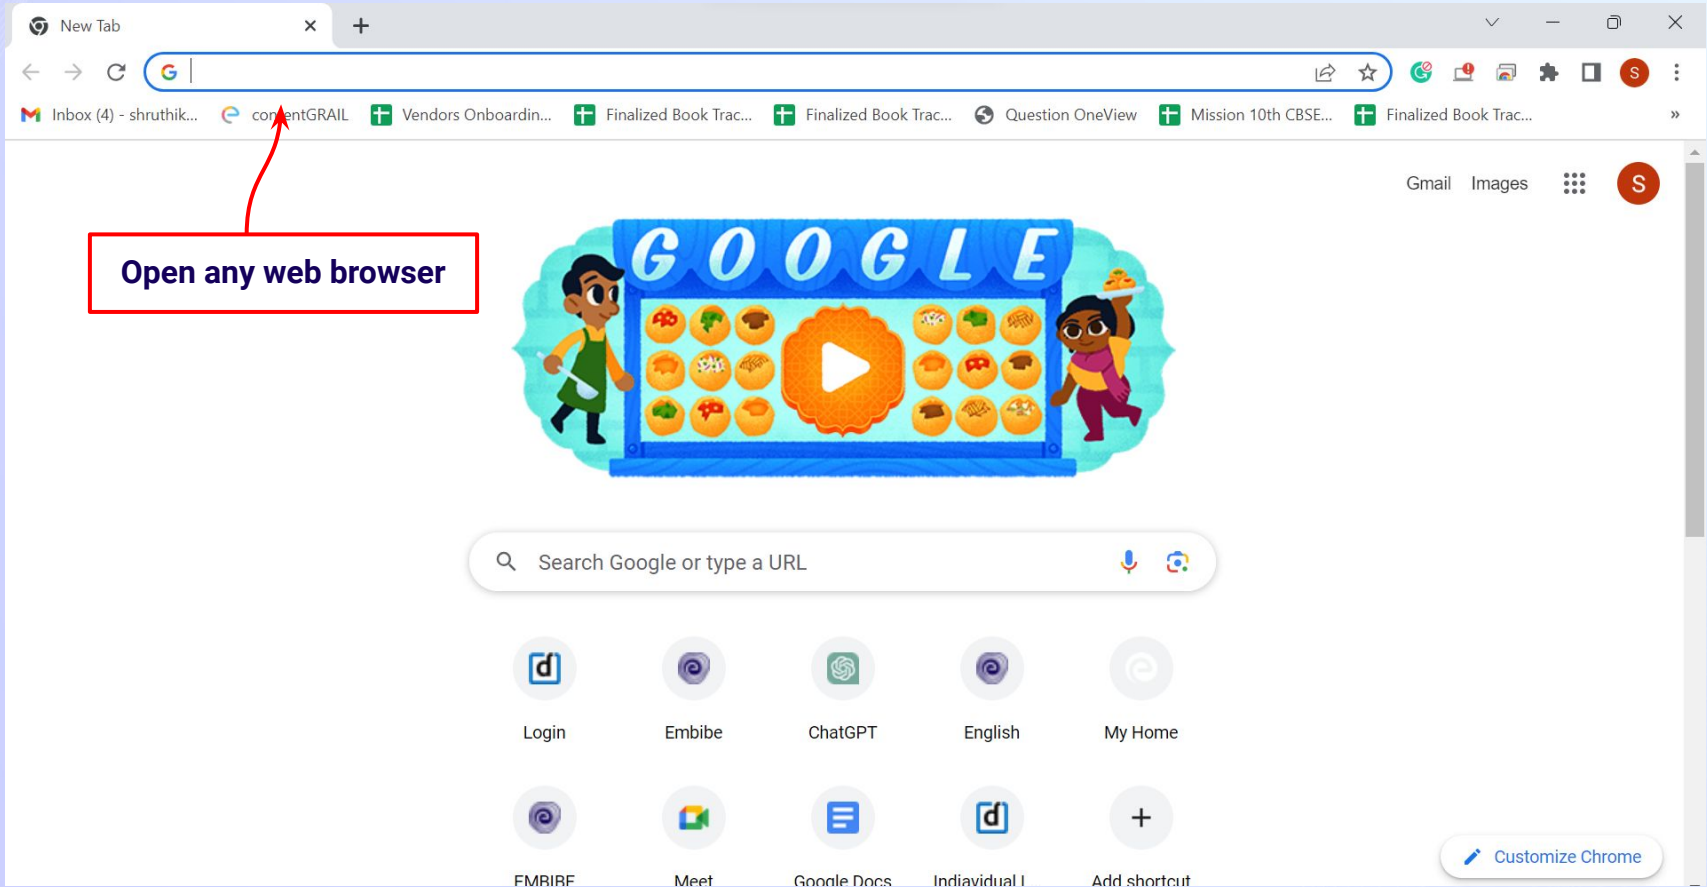 New Tab
Inbox (4) - shruthik...
contentGRAIL
Vendors Onboardin...
Finalized Book Trac...
Finalized Book Trac...
Question OneView
Mission 10th CBSE...
Finalized Book Trac...
»
Gmail
Images
S
S
Open any web browser
GOOGLE
Search Google or type a URL
Login
Embibe
ChatGPT
English
My Home
EMBIBE
Meet
Google Docs
Indiavidual L
Add shortcut
Customize Chrome